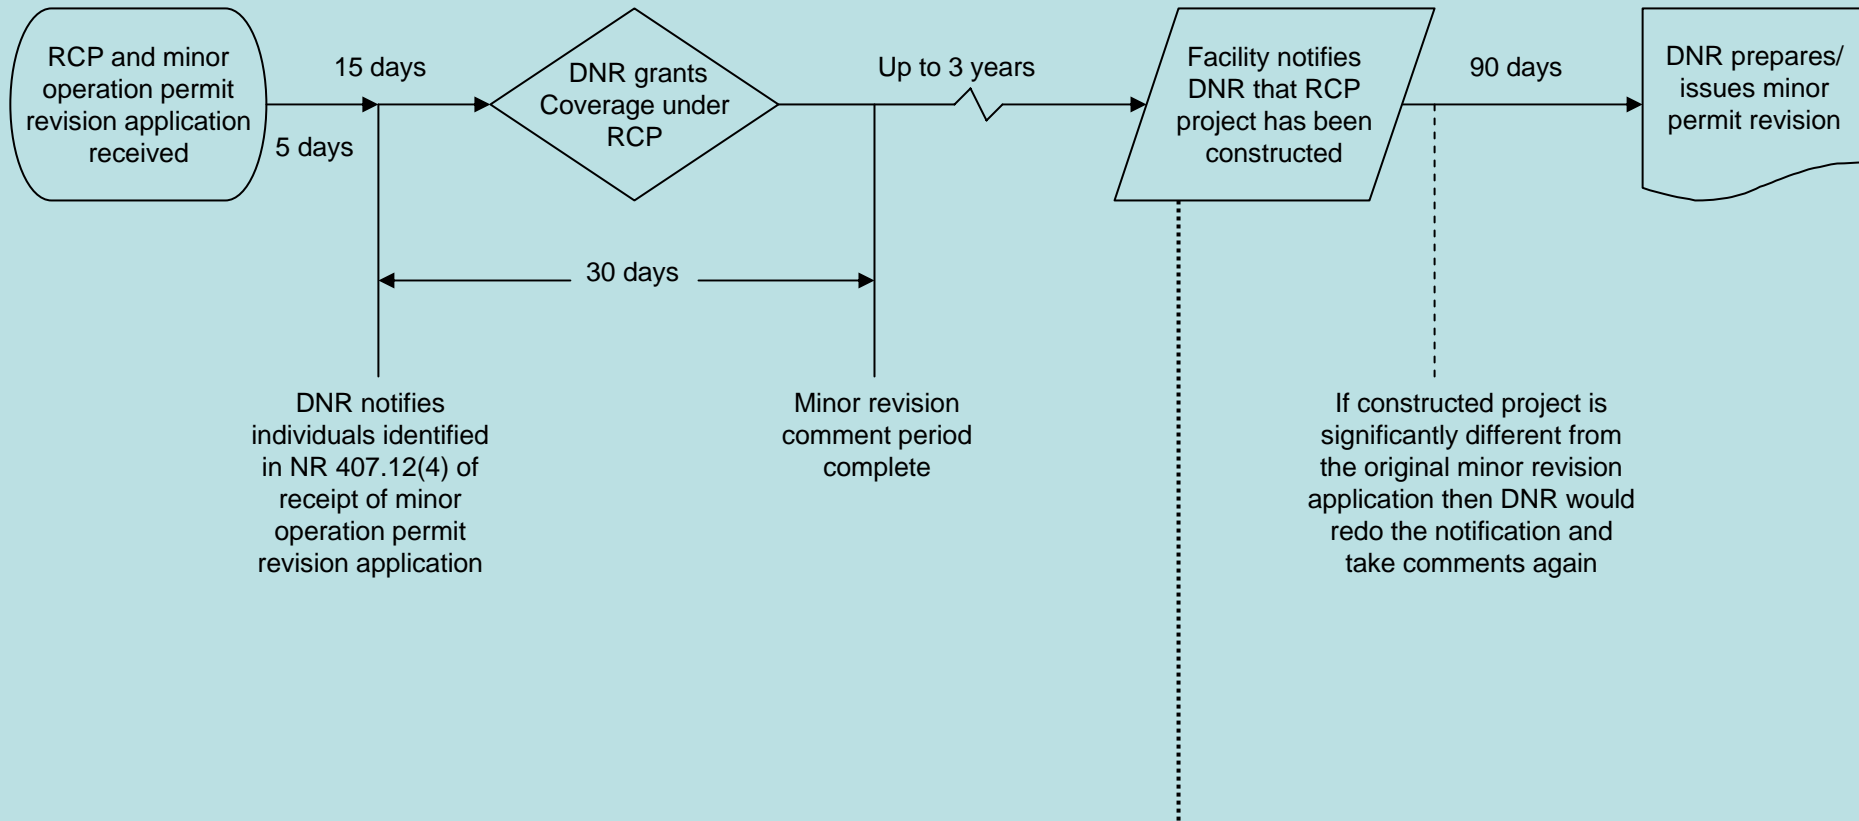 RCP and minor
operation permit
revision application
received
15 days
5 days
DNR grants
Coverage under
RCP
Up to 3 years
Facility notifies
DNR that RCP
project has been
constructed
90 days
DNR prepares/
issues minor
permit revision
30 days
DNR notifies
individuals identified
in NR 407.12(4) of
receipt of minor
operation permit
revision application
Minor revision
comment period
complete
If constructed project is
significantly different from
the original minor revision
application then DNR would
redo the notification and
take comments again